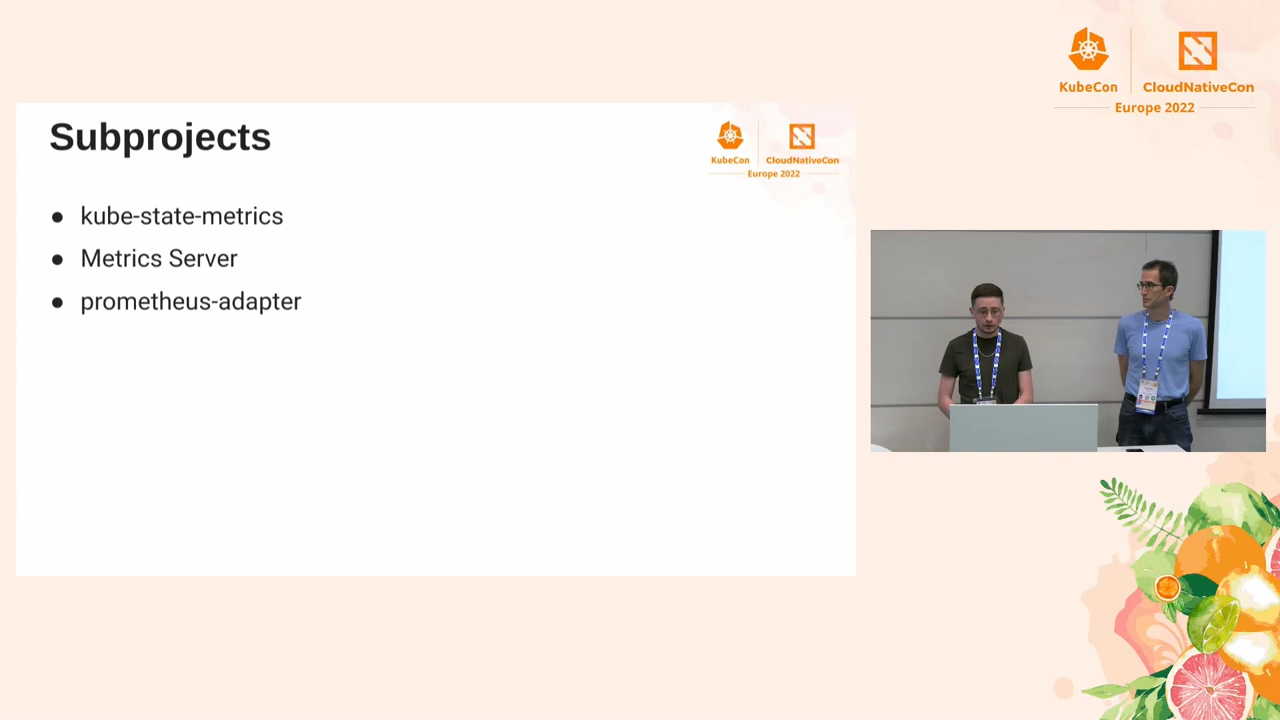 Subprojects
KubeCon
CloudNativeCon
Europe 2022
● kube-state-metrics
● Metrics Server
● prometheus-adapter
KubeCon
CloudNativeCon
Europe 2022